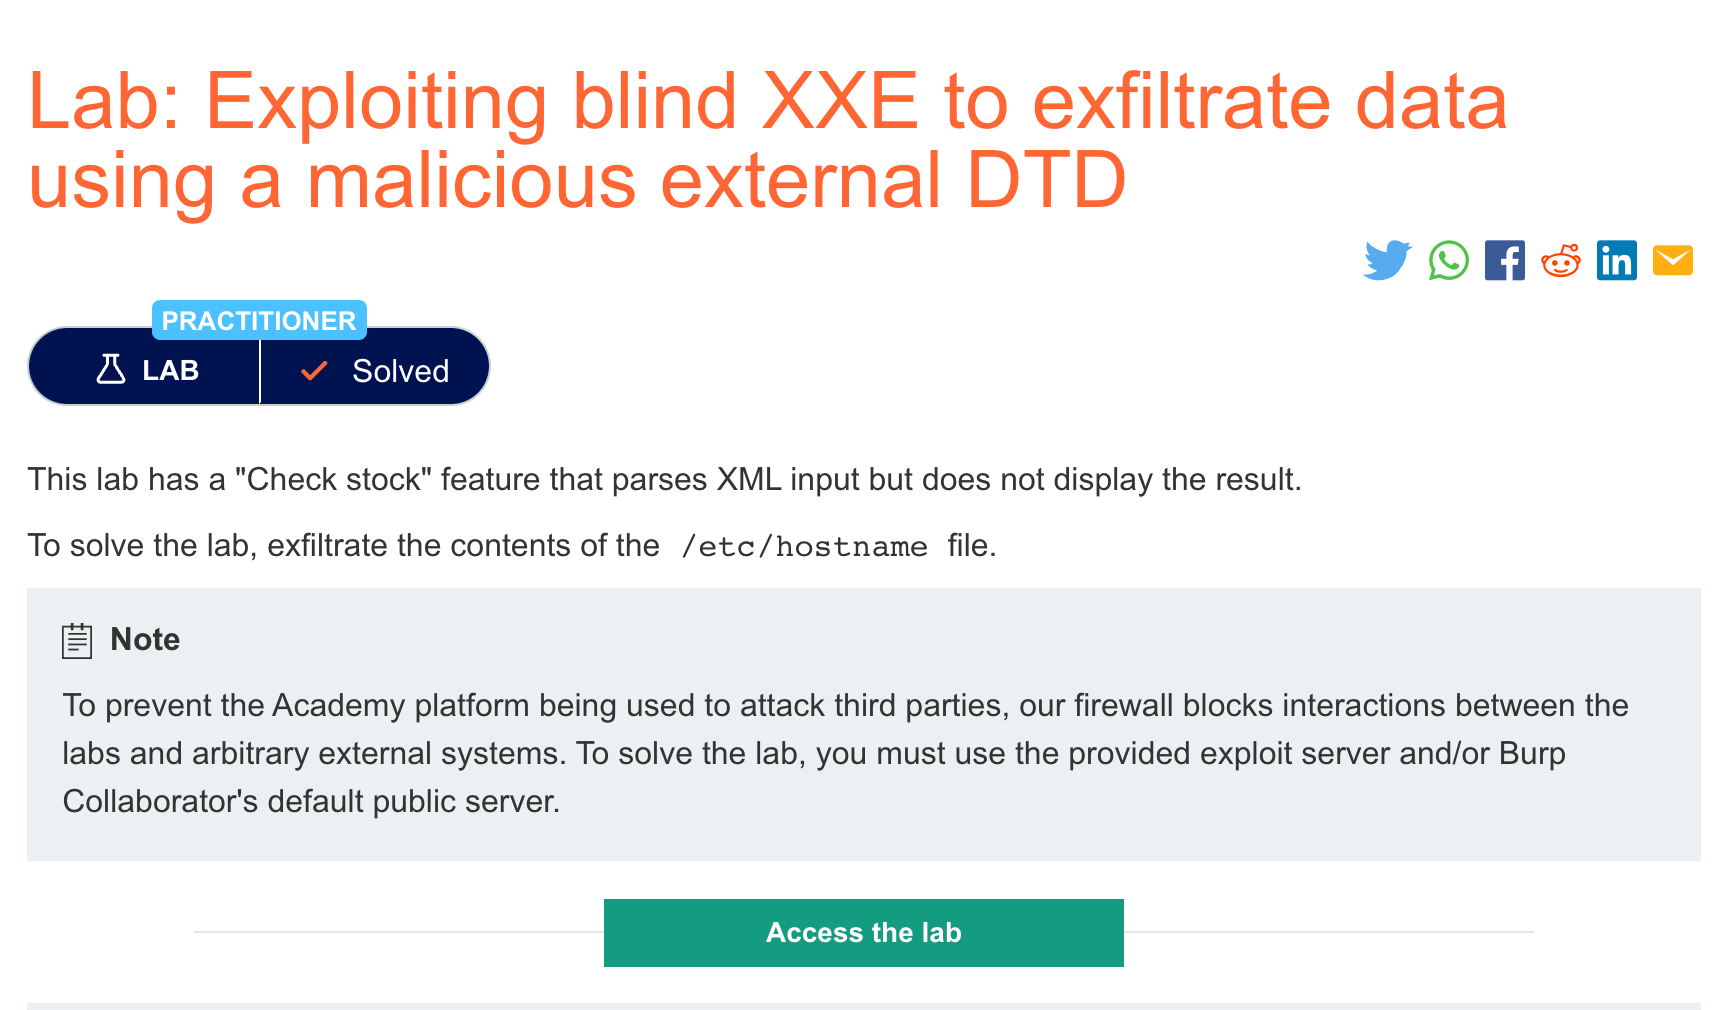 Lab: Exploiting blind XXE to exfiltrate data
using a malicious external DTD
PRACTITIONER
LAB
Solved
This lab has a "Check stock" feature that parses XML input but does not display the result.
To solve the lab, exfiltrate the contents of the /etc/hostname file.
Note
To prevent the Academy platform being used to attack third parties, our firewall blocks interactions between the
labs and arbitrary external systems. To solve the lab, you must use the provided exploit server and/or Burp
Collaborator's default public server.
Access the lab